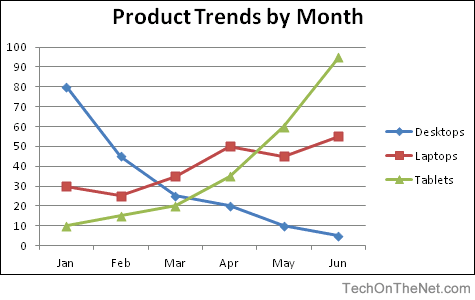 Product Trends by Month
100
90
80
70
60
50
40
30
20
10
0
Jan Feb Mar Apr May Jun
Desktops
Laptops
Tablets
TechOnTheNet.com